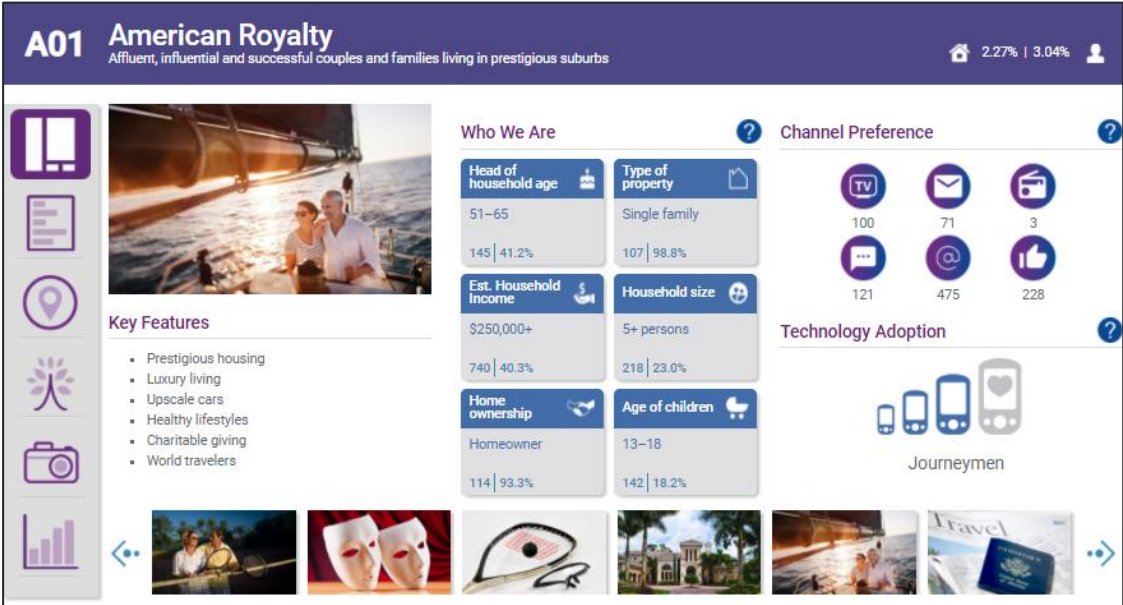 A01
American Royalty
Affluent, influential and successful couples and families living in prestigious suburbs
2.27% | 3.04%
Who We Are
?
Head of
household age
51–65
145 | 41.2%
Type of
property
Single family
107 | 98.8%
Est. Household
Income
$250,000+
740 | 40.3%
Household size
5+ persons
218 | 23.0%
Home
ownership
Homeowner
114 | 93.3%
Age of children
13–18
142 | 18.2%
Channel Preference
?
TV
100
71
3
@
121
475
228
Technology Adoption
?
Journeymen
Key Features
Prestigious housing
Luxury living
Upscale cars
Healthy lifestyles
Charitable giving
World travelers
Travel